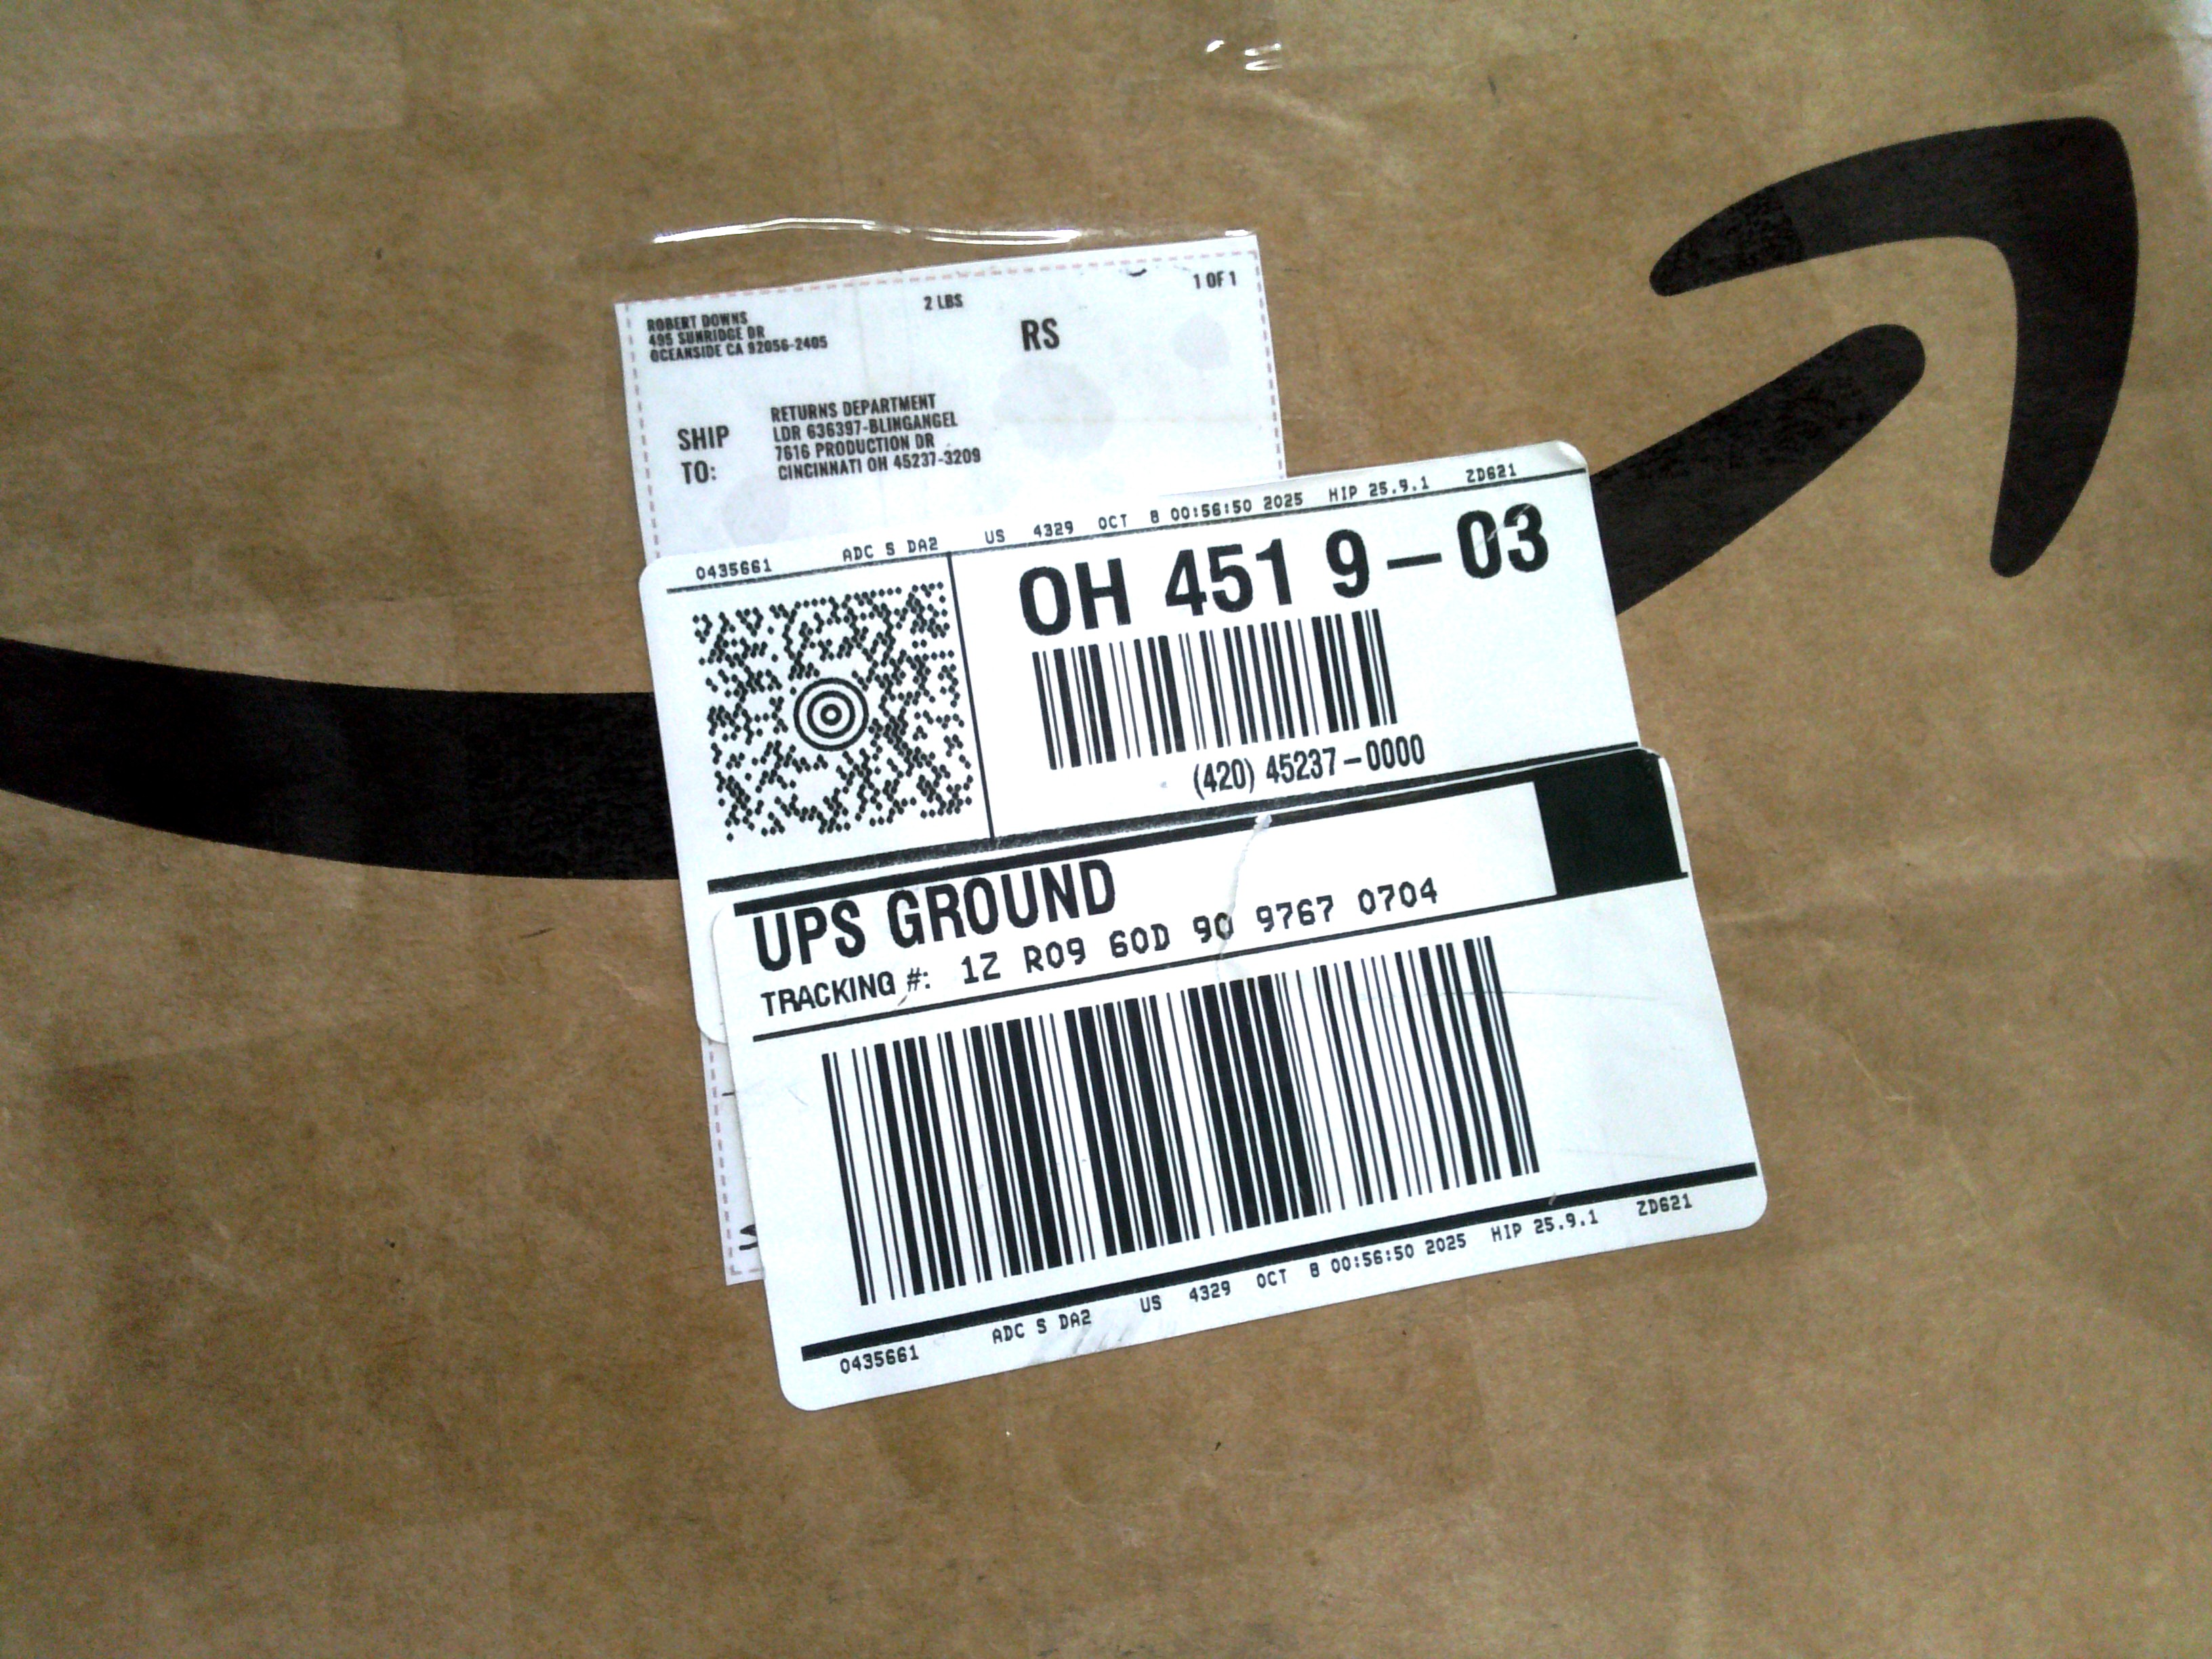 ROBERT DOWNS
495 SUNRIDGE DR
OCEANSIDE CA 92056-2405
2 LBS
1 OF 1
RS
SHIP TO:
RETURNS DEPARTMENT
LDR 636397-BLINGANGEL
7616 PRODUCTION DR
CINCINNATI OH 45237-3209
0435661 ADC S DA2 US 4329 OCT 8 00:56:50 2025 HIP 25.9.1 ZD621
OH 451 9-03
(420) 45237-0000
UPS GROUND
TRACKING #: 1Z R09 60D 90 9767 0704
0435661 ADC S DA2 US 4329 OCT 8 00:56:50 2025 HIP 25.9.1 ZD621